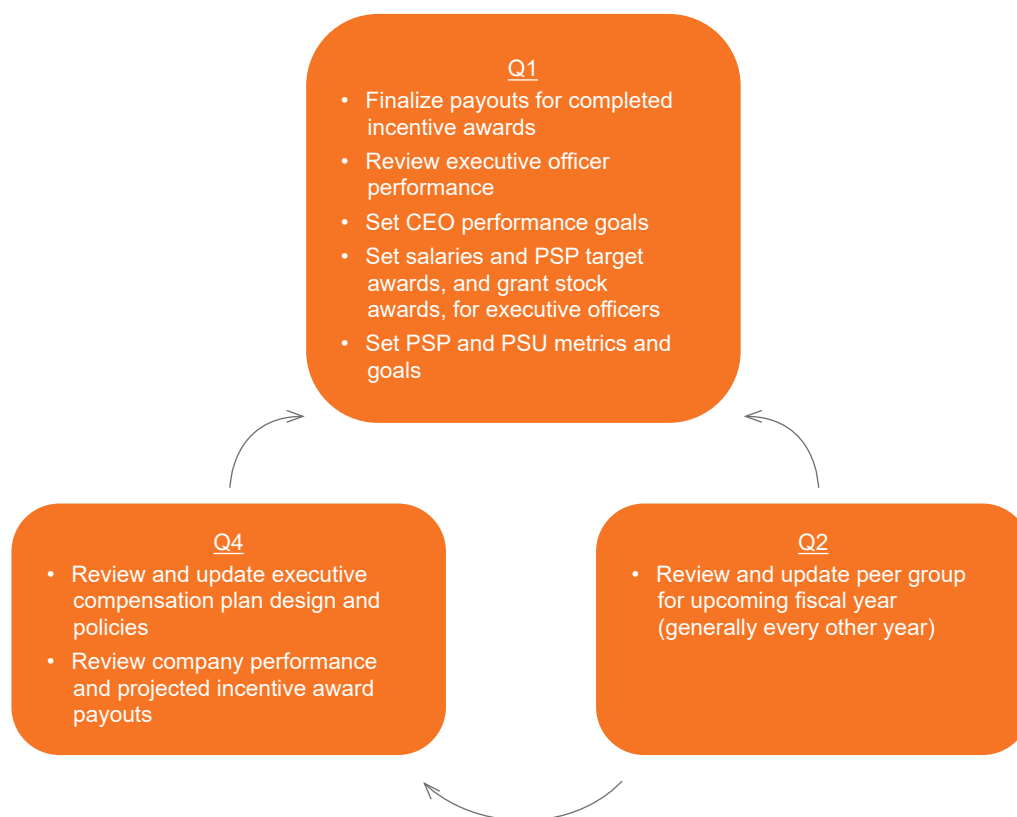 Q1
• Finalize payouts for completed
incentive awards
• Review executive officer
performance
• Set CEO performance goals
• Set salaries and PSP target
awards, and grant stock
awards, for executive officers
• Set PSP and PSU metrics and
goals
Q4
• Review and update executive
compensation plan design and
policies
• Review company performance
and projected incentive award
payouts
Q2
• Review and update peer group
for upcoming fiscal year
(generally every other year)